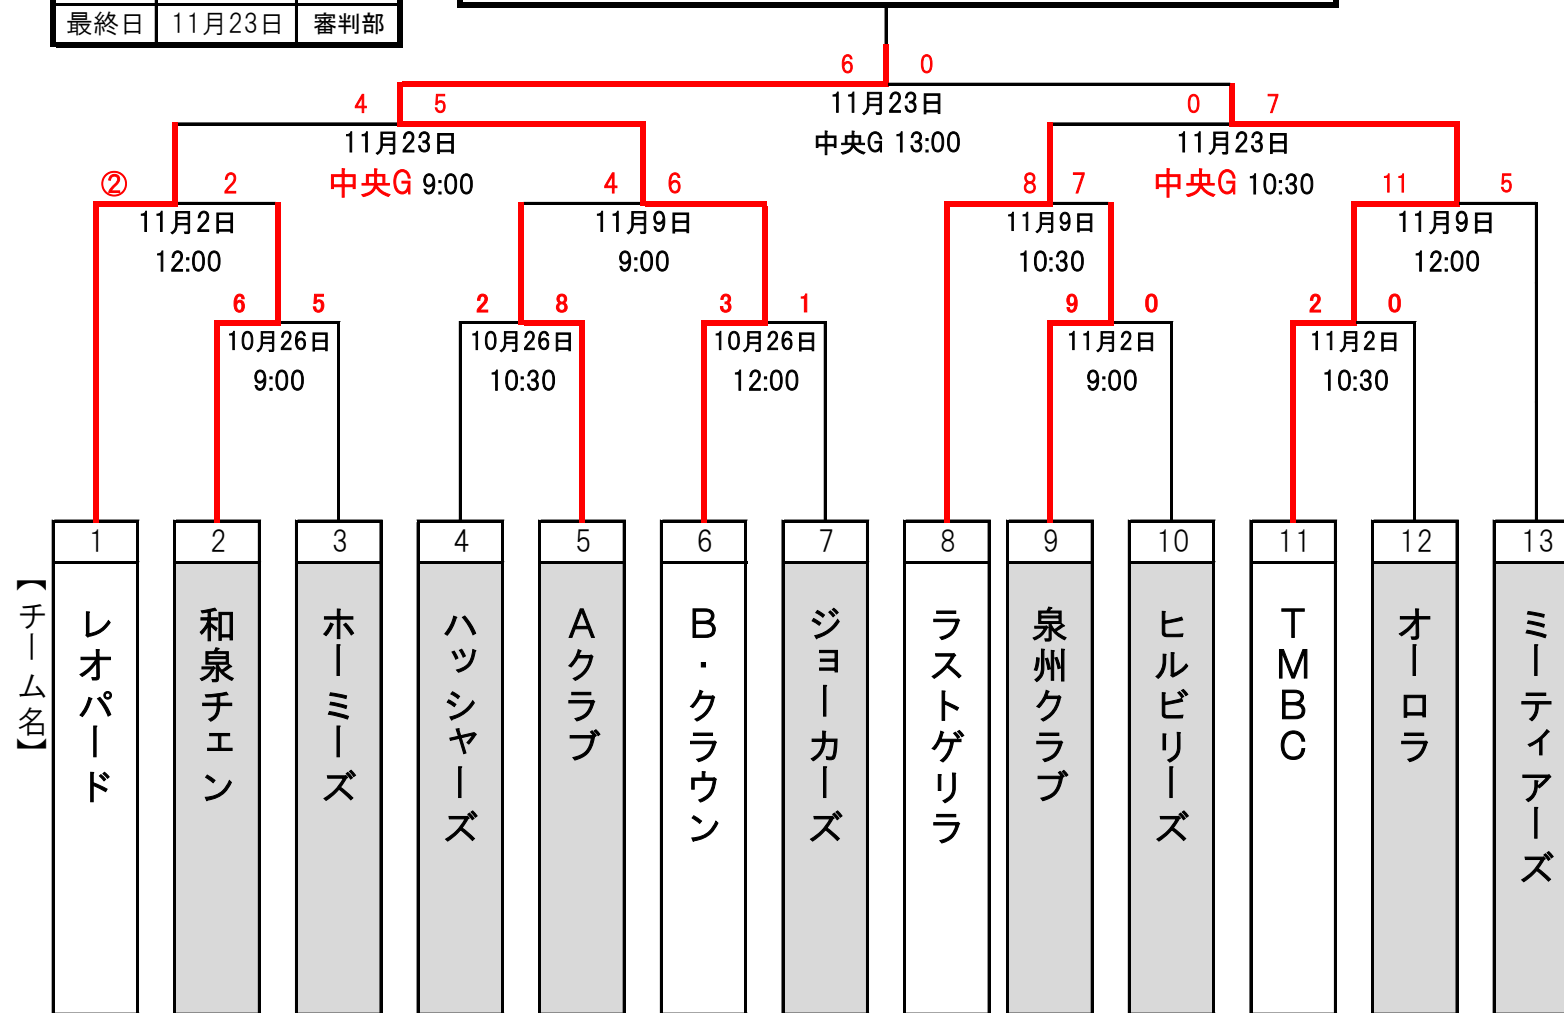 最終日 11月23日 審判部
6 0
11月23日
中央G 13:00
4 5
11月23日
中央G 9:00
0 7
11月23日
中央G 10:30
② 2
11月2日
12:00
4 6
11月9日
9:00
8 7
11月9日
10:30
11 5
11月9日
12:00
6 5
10月26日
9:00
2 8
10月26日
10:30
3 1
10月26日
12:00
9 0
11月2日
9:00
2 0
11月2日
10:30
1 2 3 4 5 6 7 8 9 10 11 12 13
【チーム名】
レオパード
和泉チェン
ホーミーズ
ハッシャーズ
Aクラブ
B・クラウン
ジョーカーズ
ラストゲリラ
泉州クラブ
ヒルビリーズ
TMBC
オーロラ
ミーティアーズ